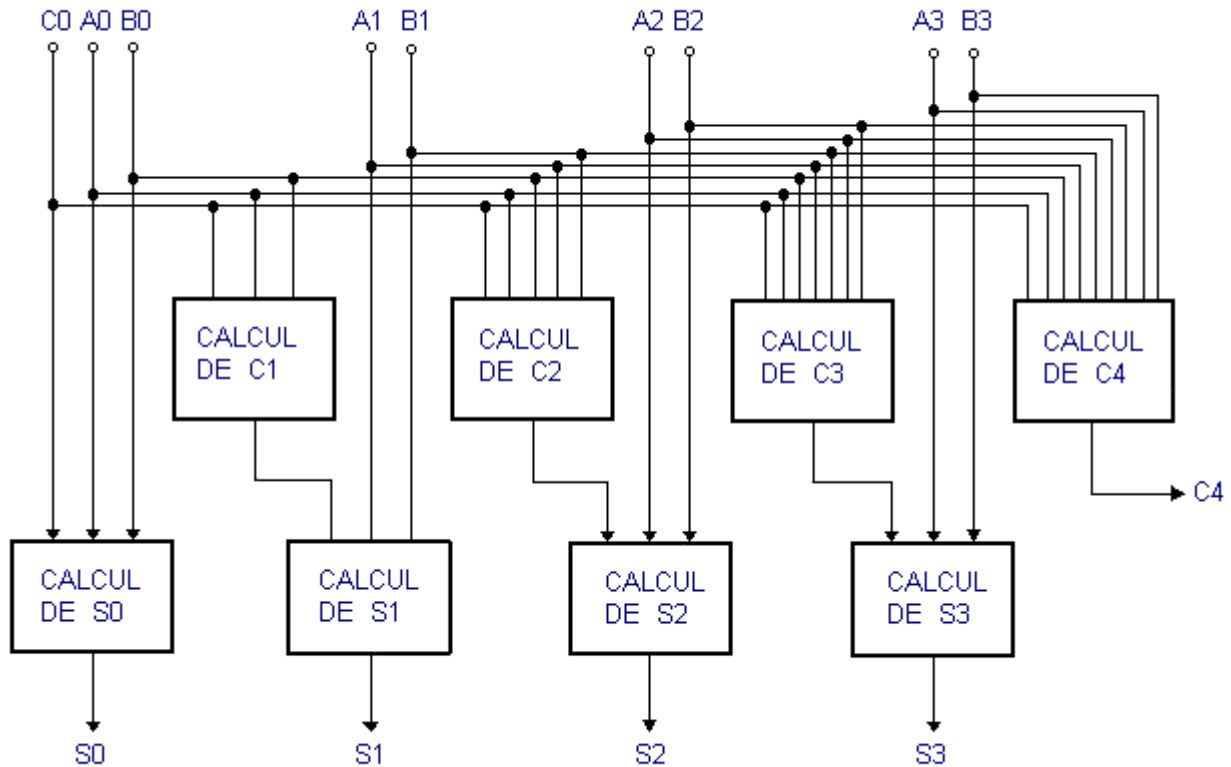 C0 A0 B0 A1 B1 A2 B2 A3 B3
CALCUL
DE C1
CALCUL
DE C2
CALCUL
DE C3
CALCUL
DE C4
C4
CALCUL
DE S0
CALCUL
DE S1
CALCUL
DE S2
CALCUL
DE S3
S0 S1 S2 S3